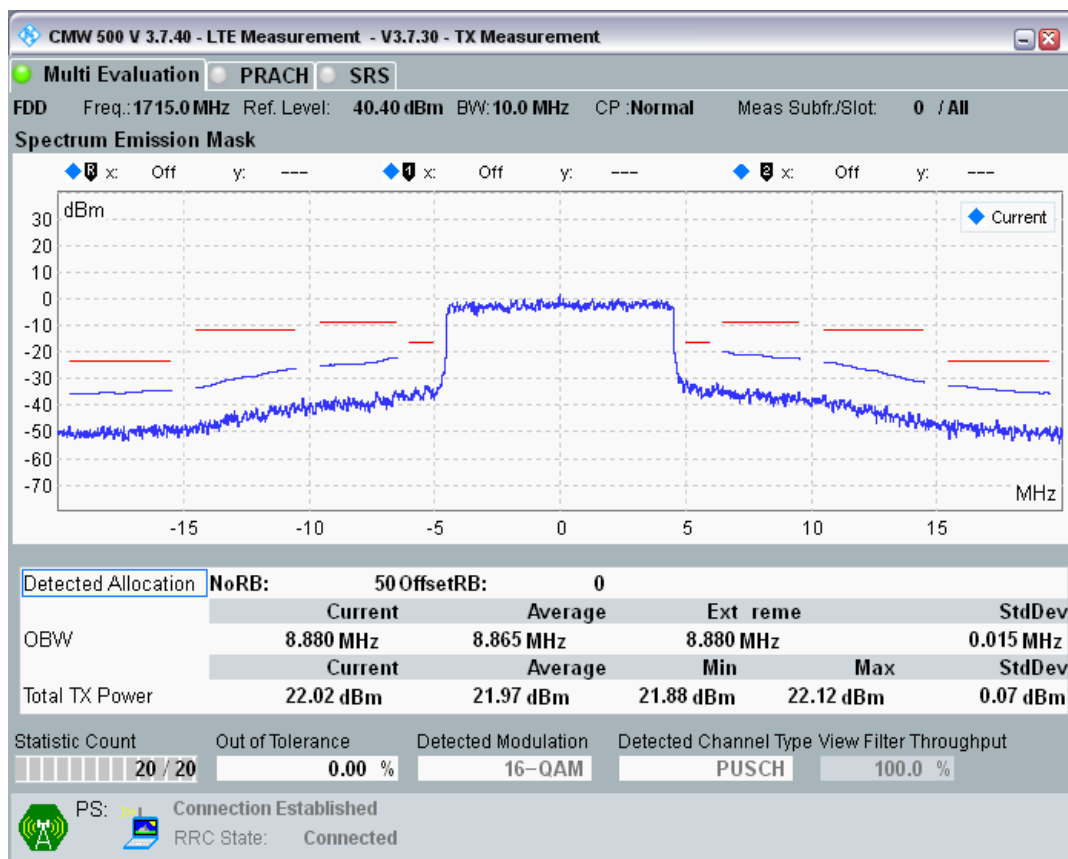 CMW 500 V 3.7.40 - LTE Measurement - V3.7.30 - TX Measurement
Multi Evaluation PRACH SRS
FDD Freq.: 1715.0 MHz Ref. Level: 40.40 dBm BW: 10.0 MHz CP :Normal Meas Subfr./Slot: 0 / All
Spectrum Emission Mask
R x: Off y: --- 1 x: Off y: --- 2 x: Off y: ---
dBm
Current
30
20
10
0
-10
-20
-30
-40
-50
-60
-70
MHz
-15 -10 -5 0 5 10 15
Detected Allocation NoRB: 50 OffsetRB: 0
Current Average Ext reme StdDev
OBW 8.880 MHz 8.865 MHz 8.880 MHz 0.015 MHz
Current Average Min Max StdDev
Total TX Power 22.02 dBm 21.97 dBm 21.88 dBm 22.12 dBm 0.07 dBm
Statistic Count Out of Tolerance Detected Modulation Detected Channel Type View Filter Throughput
20 / 20 0.00 % 16-QAM PUSCH 100.0 %
PS: Connection Established
RRC State: Connected